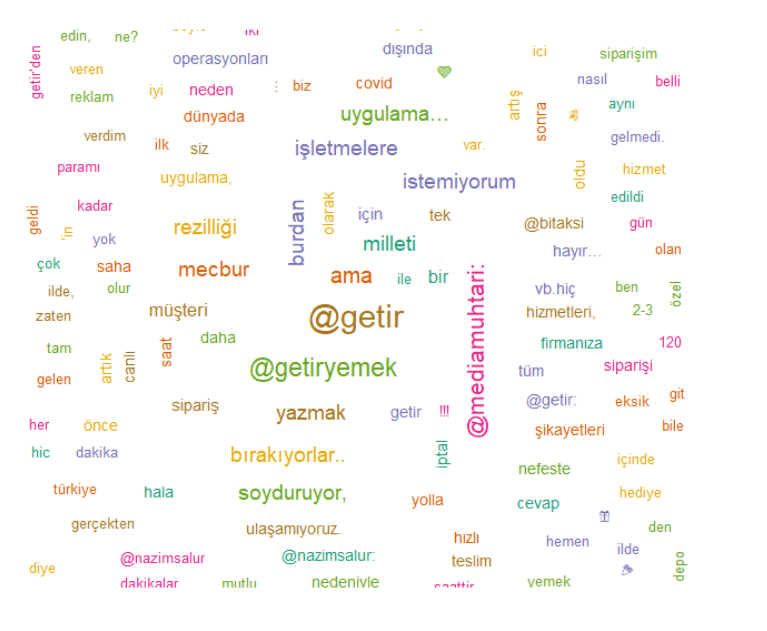 edin, ne? dışında
operasyonları ici siparişim
getir'den veren nasıl belli
reklam iyi neden : biz covid
dünyada uygulama... artış sonra aynı
verdim ilk siz işletmelere var. gelmedi.
paramı uygulama, istemiyorum oldu hizmet
kadar olarak edildi
geldi 'in rezilliği burdan için tek @bitaksi gün
yok milleti hayır... olan
çok saha mecbur ama ile bir
ilde, olur vb.hiç ben özel
zaten müşteri @getir @mediamuhtari: hizmetleri, 2-3
tam artık canlı saat daha firmanıza 120
gelen @getiryemek tüm siparişi
sipariş yazmak getir !!! @getir: eksik git
her önce şikayetleri bile
hic dakika bırakıyorlar.. iptal nefeste içinde
türkiye hala soyduruyor, yolla cevap hediye
gerçekten ulaşamıyoruz. hızlı hemen den
diye @nazimsalur @nazimsalur: teslim ilde depo
dakikalar mutlu nedeniyle yemek